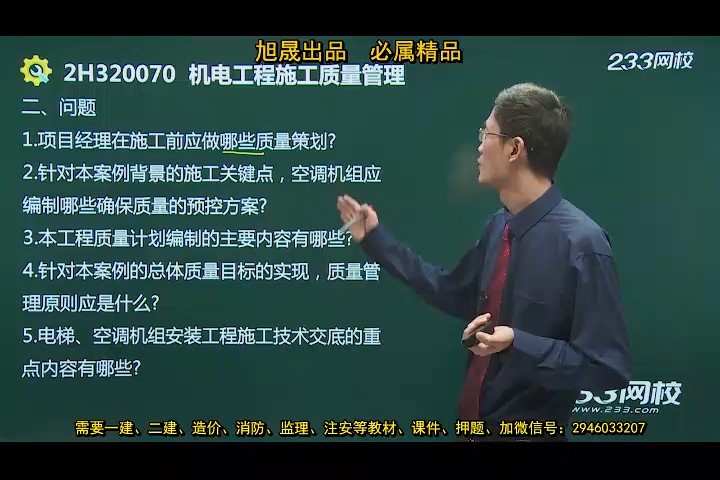 旭晟出品 必属精品
233网校
2H320070 机电工程施工质量管理
二、问题
1.项目经理在施工前应做哪些质量策划?
2.针对本案例背景的施工关键点，空调机组应
编制哪些确保质量的预控方案?
3.本工程质量计划编制的主要内容有哪些?
4.针对本案例的总体质量目标的实现，质量管
理原则应是什么?
5.电梯、空调机组安装工程施工技术交底的重
点内容有哪些?
233网校
www.233.com
需要一建、二建、造价、消防、监理、注安等教材、课件、押题、加微信号：2946033207